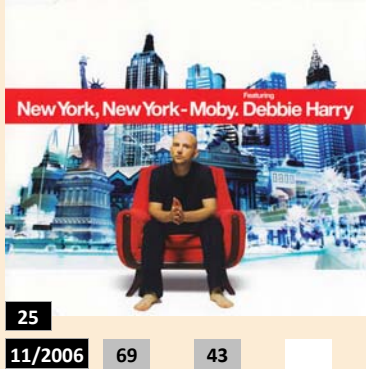 Featuring
New York, New York - Moby. Debbie Harry
25
11/2006 69 43